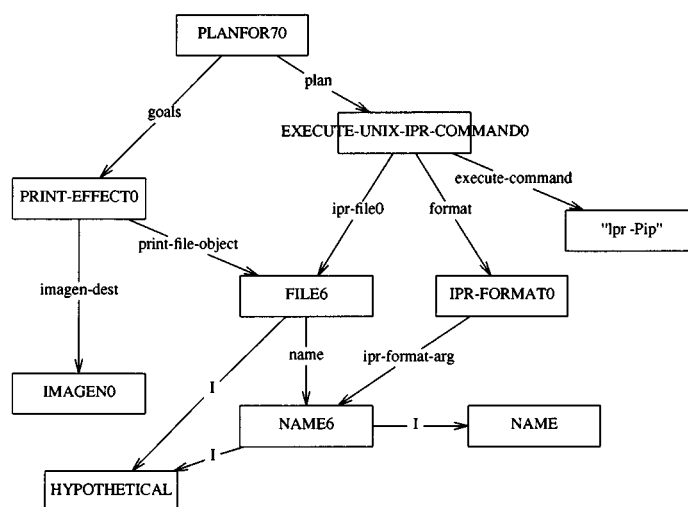 PLANFOR70
plan
goals
EXECUTE-UNIX-IPR-COMMAND0
execute-command
PRINT-EFFECT0
ipr-file0
format
"lpr -Pip"
print-file-object
imagen-dest
FILE6
IPR-FORMAT0
name
ipr-format-arg
I
IMAGEN0
NAME6
I
NAME
I
HYPOTHETICAL